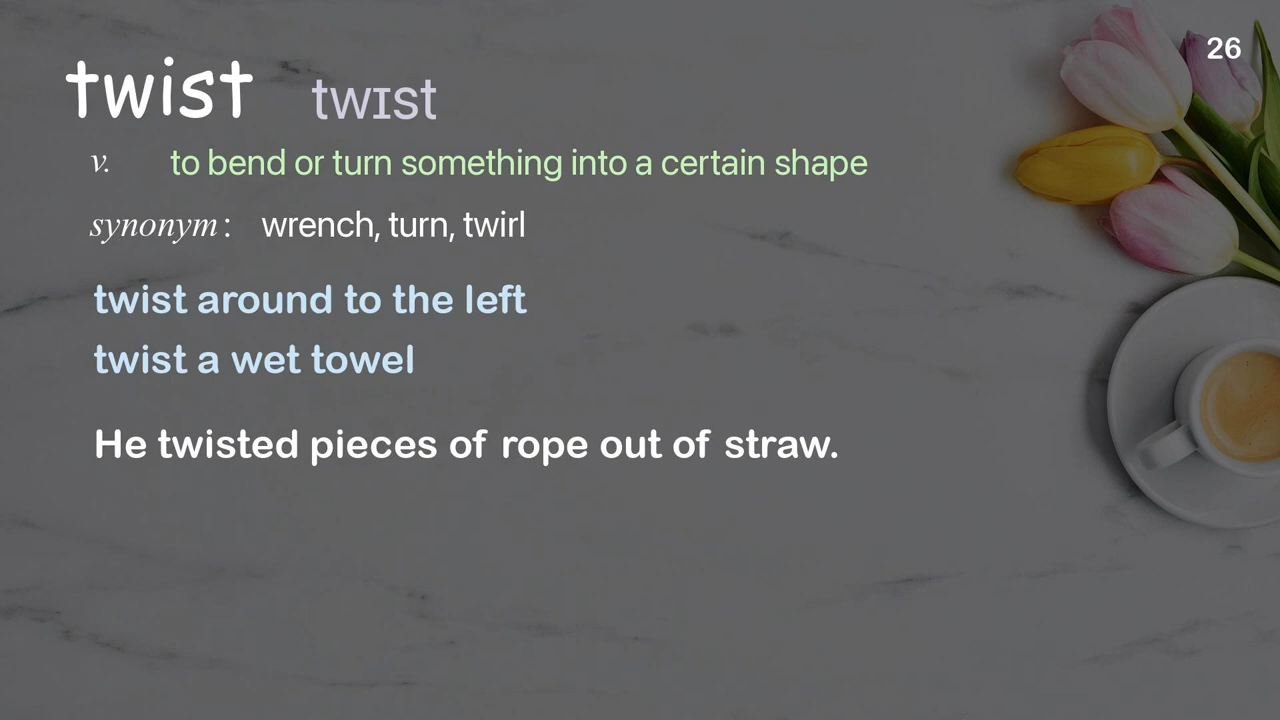 26
twist twɪst
v. to bend or turn something into a certain shape
synonym: wrench, turn, twirl
twist around to the left
twist a wet towel
He twisted pieces of rope out of straw.